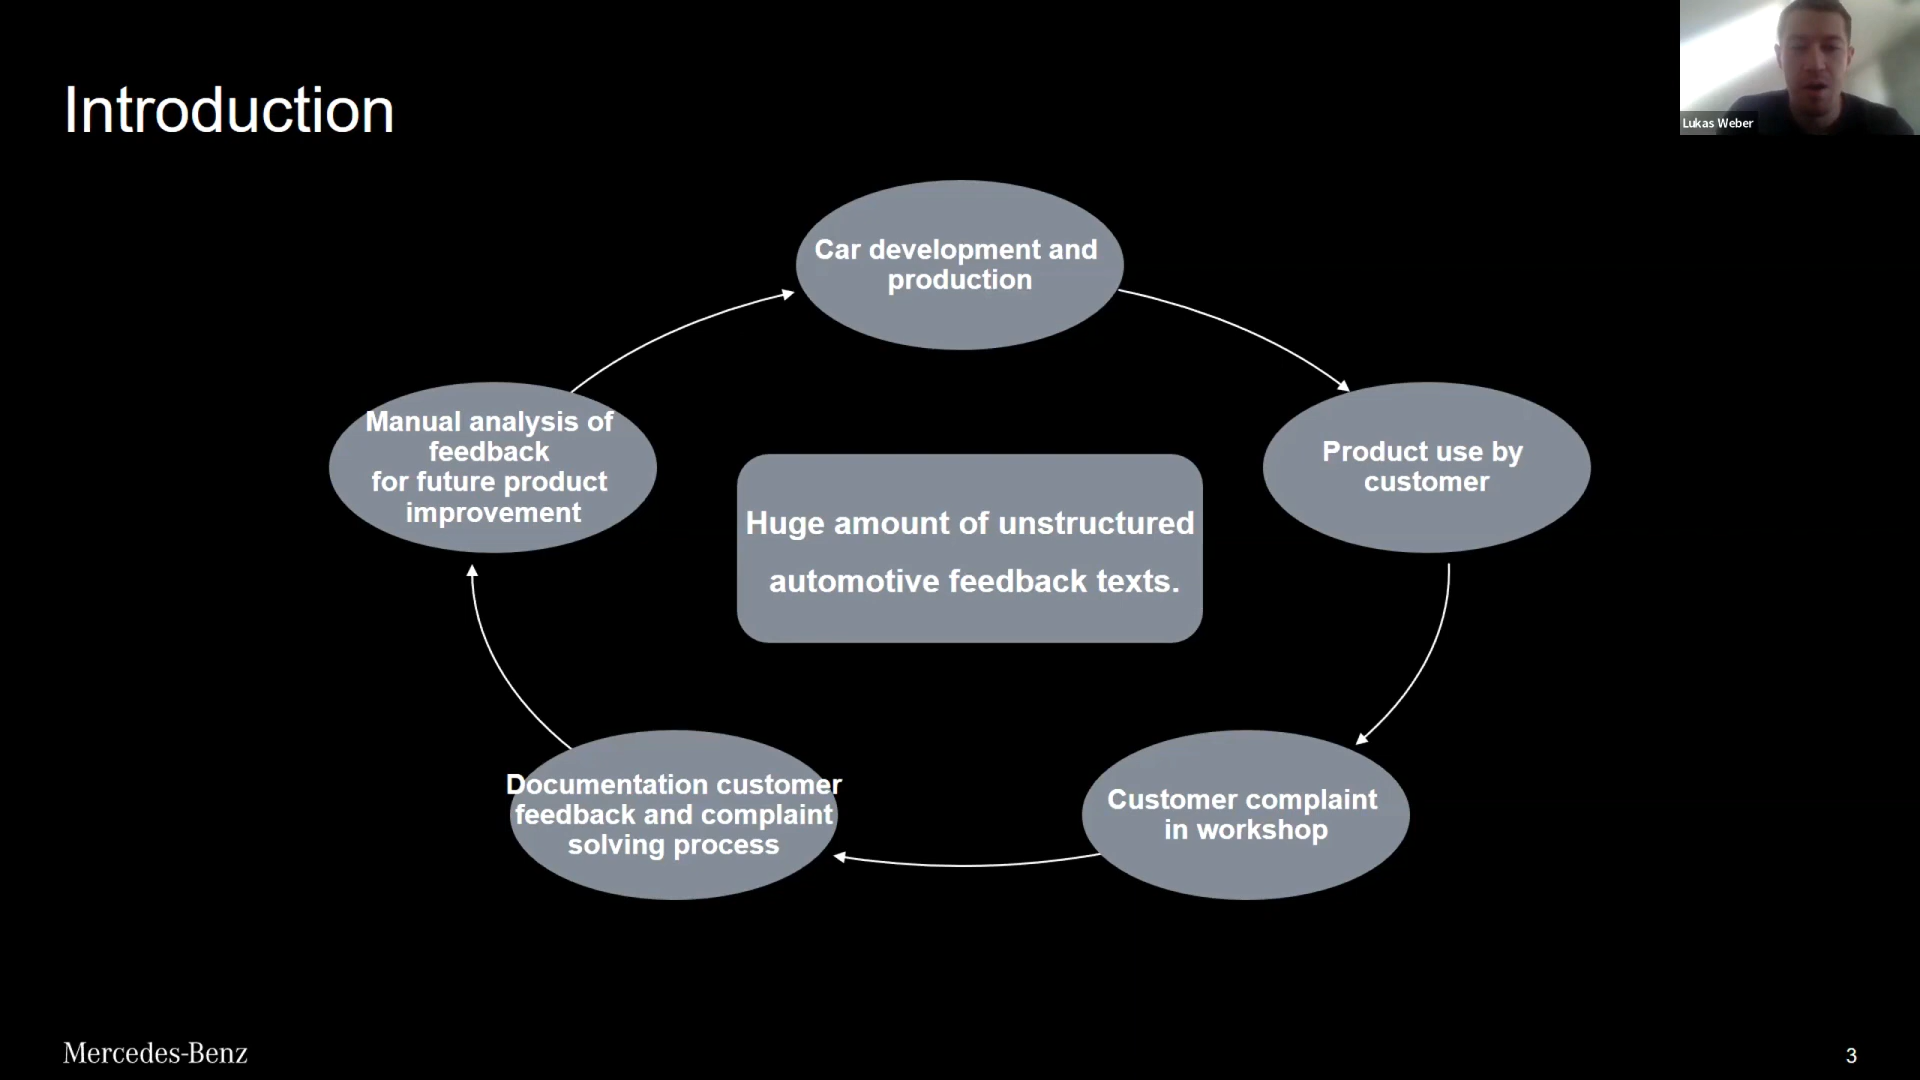 Introduction
Lukas Weber
Car development and
production
Product use by
customer
Customer complaint
in workshop
Documentation customer
feedback and complaint
solving process
Manual analysis of
feedback
for future product
improvement
Huge amount of unstructured
automotive feedback texts.
Mercedes-Benz
3